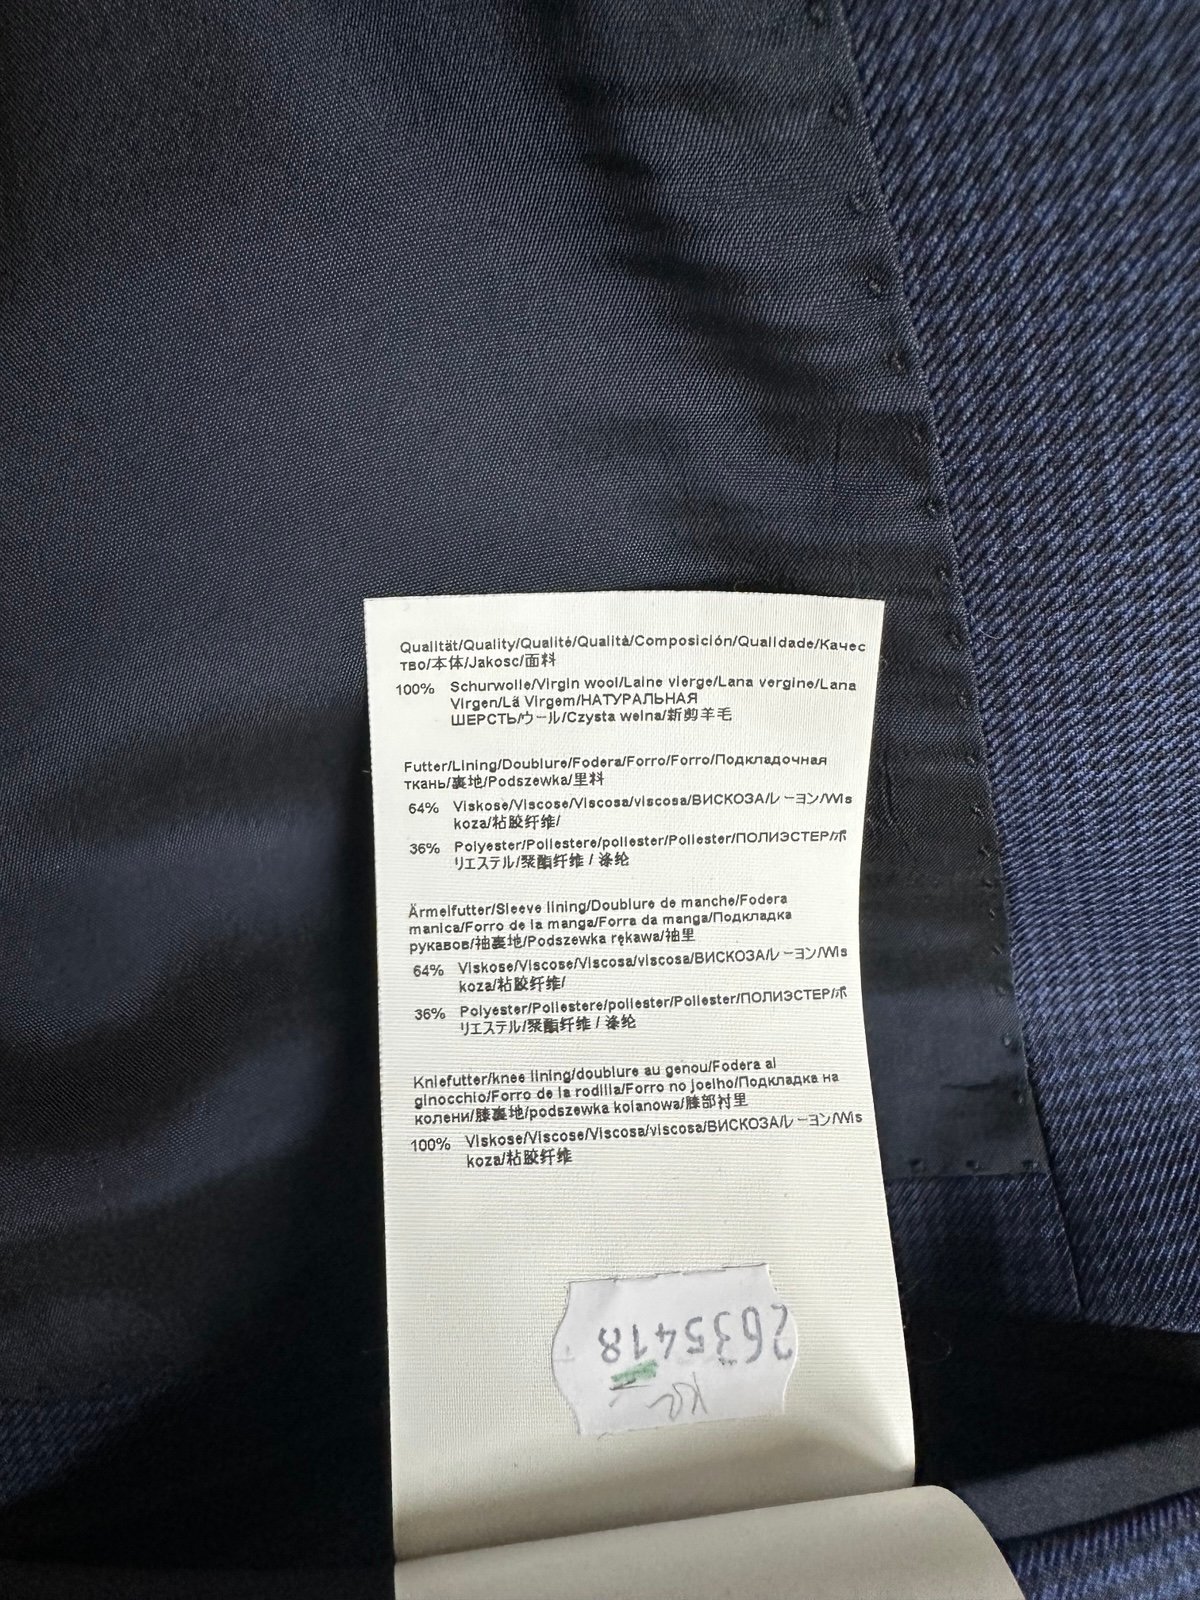 Qualität/Quality/Qualité/Qualità/Composición/Qualidade/Качес
тво/本体/Jakosc/面料
100% Schurwolle/Virgin wool/Laine vierge/Lana vergine/Lana
Virgen/Lã Virgem/НАТУРАЛЬНАЯ
ШЕРСТЬ/ウール/Czysta welna/新剪羊毛
Futter/Lining/Doublure/Fodera/Forro/Forro/Подкладочная
ткань/裏地/Podszewka/里料
64% Viskose/Viscose/Viscosa/viscosa/ВИСКОЗА/レーヨン/Wis
koza/粘胶纤维/
36% Polyester/Poliestere/poliester/Poliester/ПОЛИЭСТЕР/ポ
リエステル/聚酯纤维 / 涤纶
Ärmelfutter/Sleeve lining/Doublure de manche/Fodera
manica/Forro de la manga/Forra da manga/Подкладка
рукавов/袖裏地/Podszewka rękawa/袖里
64% Viskose/Viscose/Viscosa/viscosa/ВИСКОЗА/レーヨン/Wis
koza/粘胶纤维/
36% Polyester/Poliestere/poliester/Poliester/ПОЛИЭСТЕР/ポ
リエステル/聚酯纤维 / 涤纶
Kniefutter/knee lining/doublure au genou/Fodera al
ginocchio/Forro de la rodilla/Forro no joelho/Подкладка на
колени/膝裏地/podszewka kolanowa/膝部衬里
100% Viskose/Viscose/Viscosa/viscosa/ВИСКОЗА/レーヨン/Wis
koza/粘胶纤维
2635418